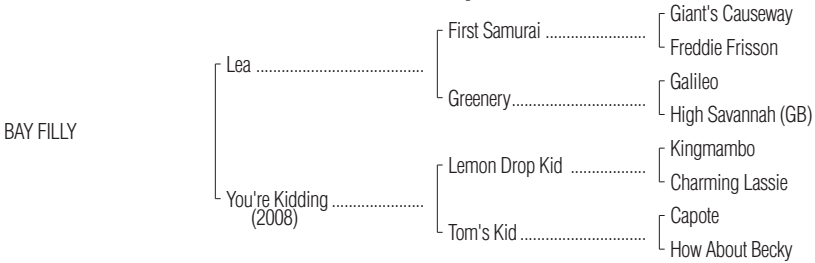 Giant's Causeway
First Samurai ......................
Freddie Frisson
Lea ..................................
Galileo
Greenery...........................
High Savannah (GB)
BAY FILLY
Kingmambo
Lemon Drop Kid ................
Charming Lassie
You're Kidding ...................
(2008)
Capote
Tom's Kid .........................
How About Becky